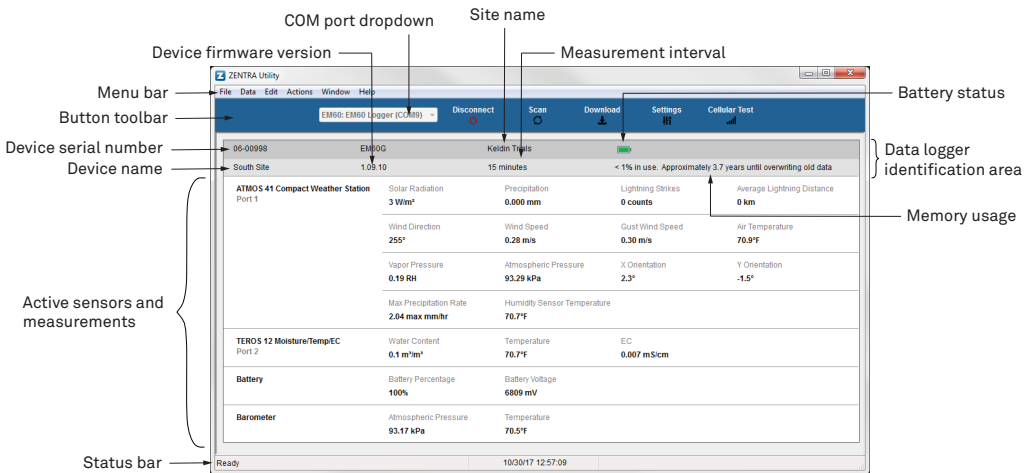 Site name
COM port dropdown
Device firmware version
Measurement interval
Menu bar
Button toolbar
Device serial number
Device name
Active sensors and
measurements
Status bar
Battery status
Data logger
identification area
Memory usage
ZENTRA Utility
File Data Edit Actions Window Help
EM60: EM60 Logger (COM9)
Disconnect Scan Download Settings Cellular Test
06-00998 EM60G Keldin Trials
South Site 1.09.10 15 minutes < 1% in use. Approximately 3.7 years until overwriting old data
ATMOS 41 Compact Weather Station
Port 1
Solar Radiation Precipitation Lightning Strikes Average Lightning Distance
3 W/m² 0.000 mm 0 counts 0 km
Wind Direction Wind Speed Gust Wind Speed Air Temperature
255° 0.28 m/s 0.30 m/s 70.9°F
Vapor Pressure Atmospheric Pressure X Orientation Y Orientation
0.19 RH 93.29 kPa 2.3° -1.5°
Max Precipitation Rate Humidity Sensor Temperature
2.04 max mm/hr 70.7°F
TEROS 12 Moisture/Temp/EC
Port 2
Water Content Temperature EC
0.1 m³/m³ 70.7°F 0.007 mS/cm
Battery
Battery Percentage Battery Voltage
100% 6809 mV
Barometer
Atmospheric Pressure Temperature
93.17 kPa 70.5°F
Ready 10/30/17 12:57:09